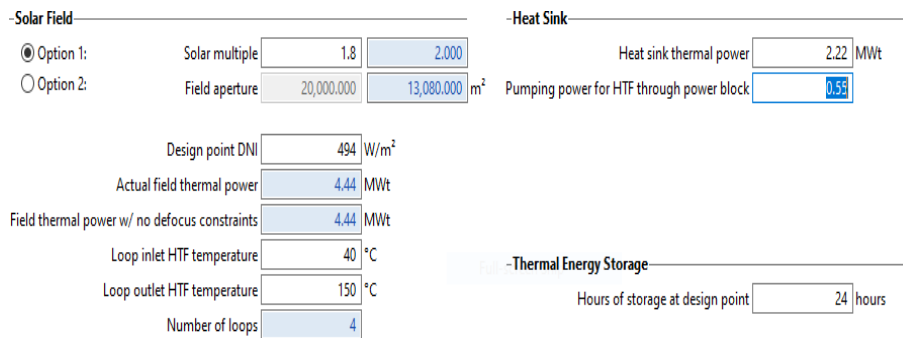 Solar Field
Option 1: Solar multiple 1.8 2.000
Option 2: Field aperture 20,000.000 13,080.000 m²
Design point DNI 494 W/m²
Actual field thermal power 4.44 MWt
Field thermal power w/ no defocus constraints 4.44 MWt
Loop inlet HTF temperature 40 °C
Loop outlet HTF temperature 150 °C
Number of loops 4
Heat Sink
Heat sink thermal power 2.22 MWt
Pumping power for HTF through power block 0.55
Thermal Energy Storage
Hours of storage at design point 24 hours